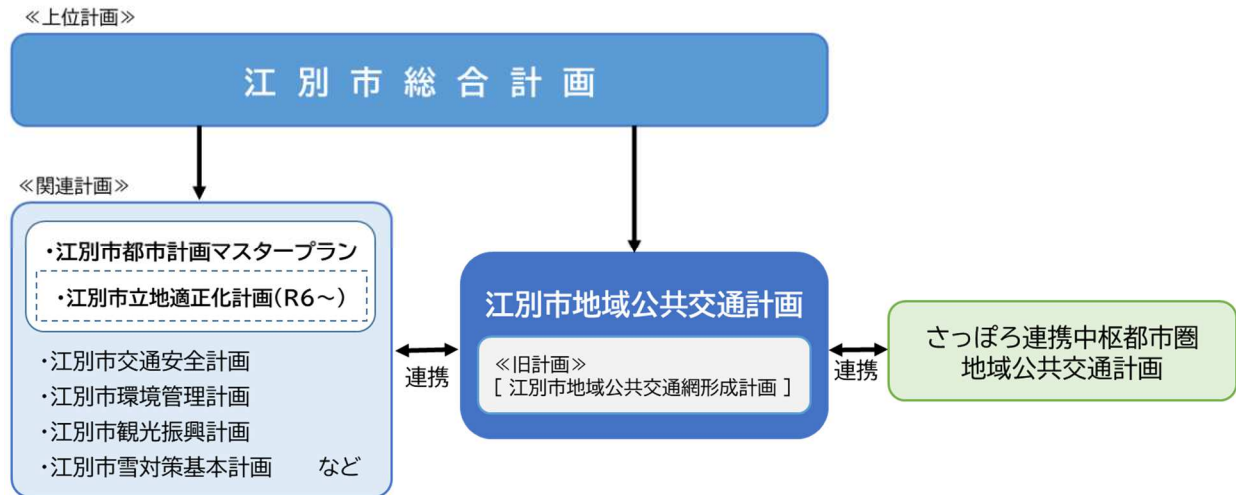 ≪上位計画≫
江別市総合計画
≪関連計画≫
・江別市都市計画マスタープラン
・江別市立地適正化計画(R6～)
・江別市交通安全計画
・江別市環境管理計画
・江別市観光振興計画
・江別市雪対策基本計画　　など
連携
江別市地域公共交通計画
≪旧計画≫
[ 江別市地域公共交通網形成計画 ]
連携
さっぽろ連携中枢都市圏
地域公共交通計画